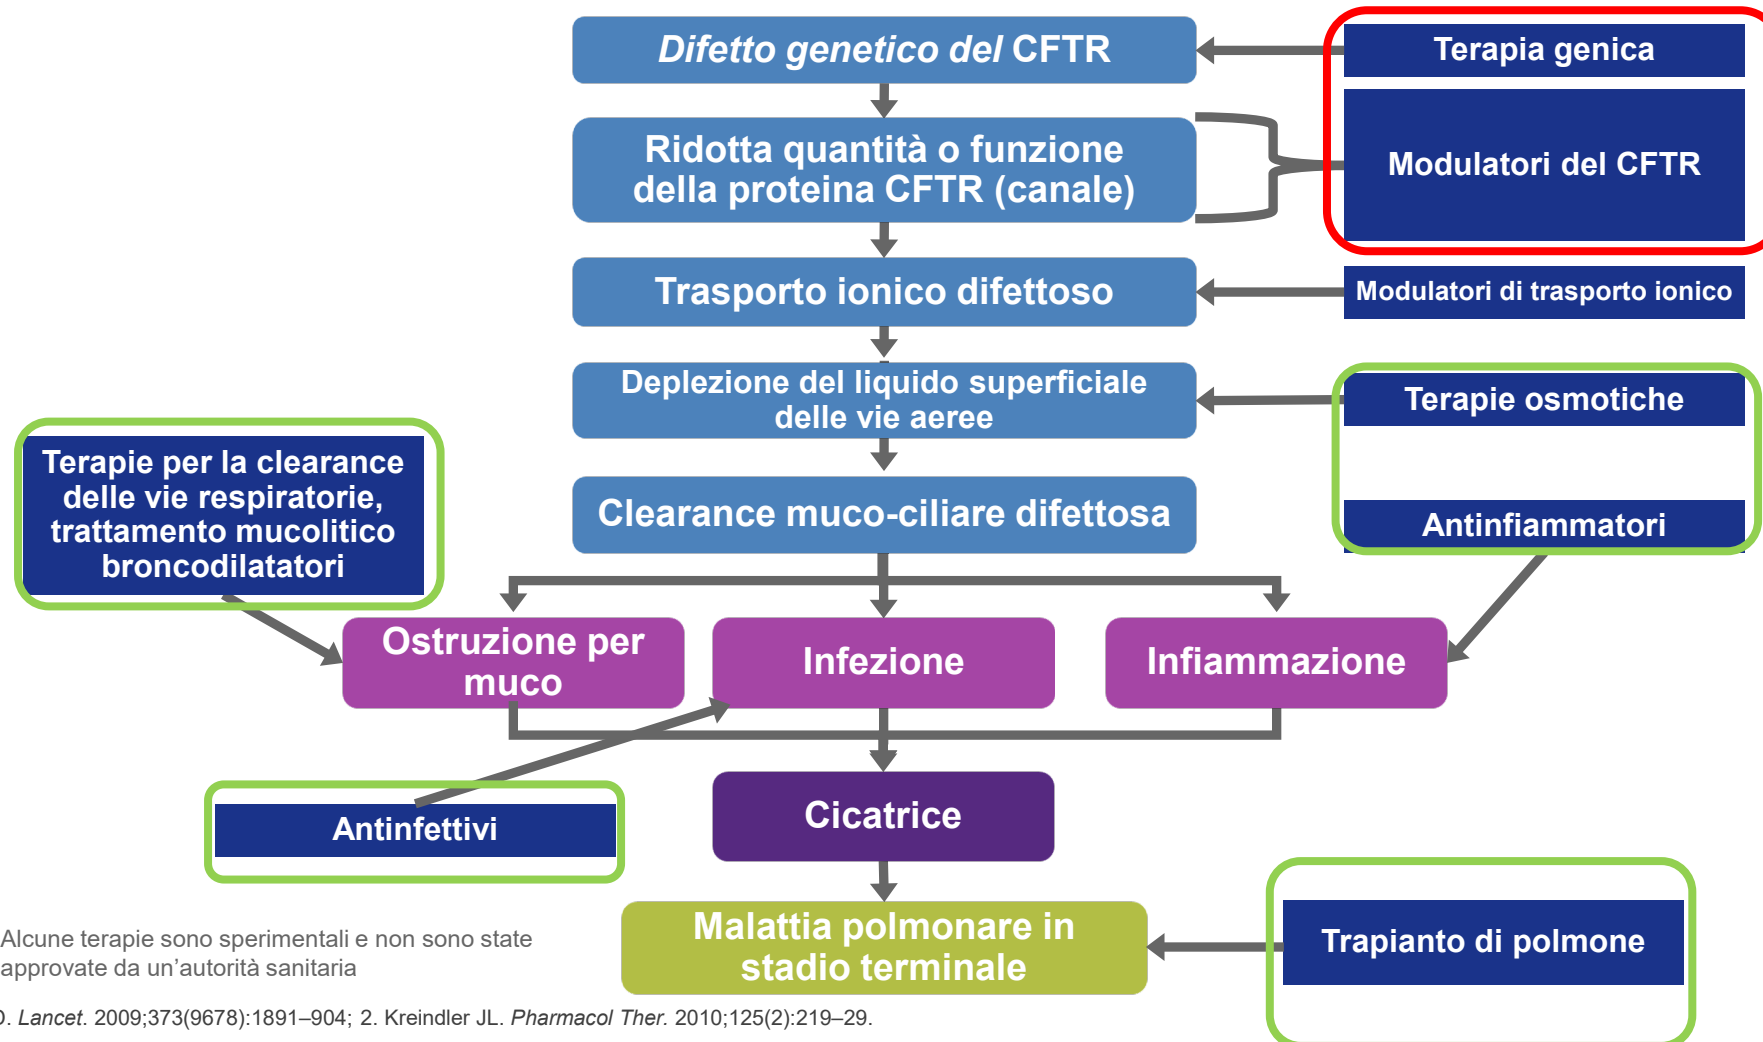 Difetto genetico del CFTR
Terapia genica
Ridotta quantità o funzione
della proteina CFTR (canale)
Modulatori del CFTR
Trasporto ionico difettoso
Modulatori di trasporto ionico
Deplezione del liquido superficiale
delle vie aeree
Terapie osmotiche
Terapie per la clearance
delle vie respiratorie,
trattamento mucolitico
broncodilatatori
Clearance muco-ciliare difettosa
Antinfiammatori
Ostruzione per
muco
Infezione
Infiammazione
Antinfettivi
Cicatrice
Malattia polmonare in
stadio terminale
Trapianto di polmone
Alcune terapie sono sperimentali e non sono state
approvate da un’autorità sanitaria
Lancet. 2009;373(9678):1891–904; 2. Kreindler JL. Pharmacol Ther. 2010;125(2):219–29.